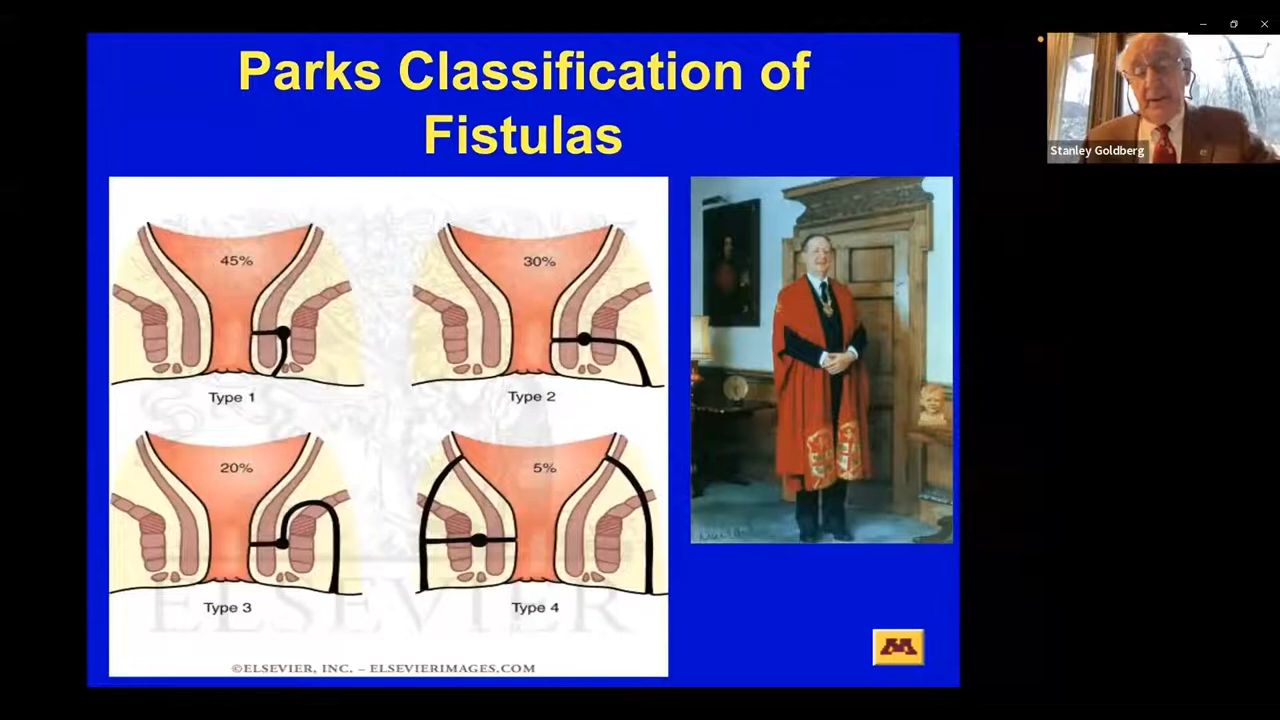 Parks Classification of
Fistulas
Stanley Goldberg
45%
30%
Type 1
Type 2
20%
5%
Type 3
Type 4
ELSEVIER
©ELSEVIER, INC. – ELSEVIERIMAGES.COM
M